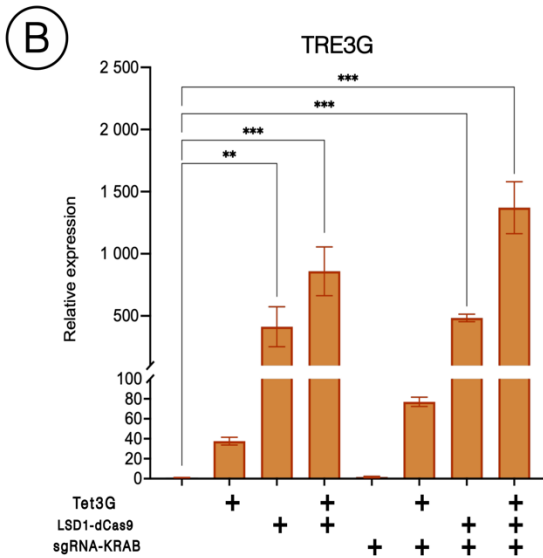 B
TRE3G
Relative expression
2 500
2 000
1 500
1 000
500
100
80
60
40
20
0
***
***
***
**
Tet3G + + + +
LSD1-dCas9 + + + +
sgRNA-KRAB + + + +